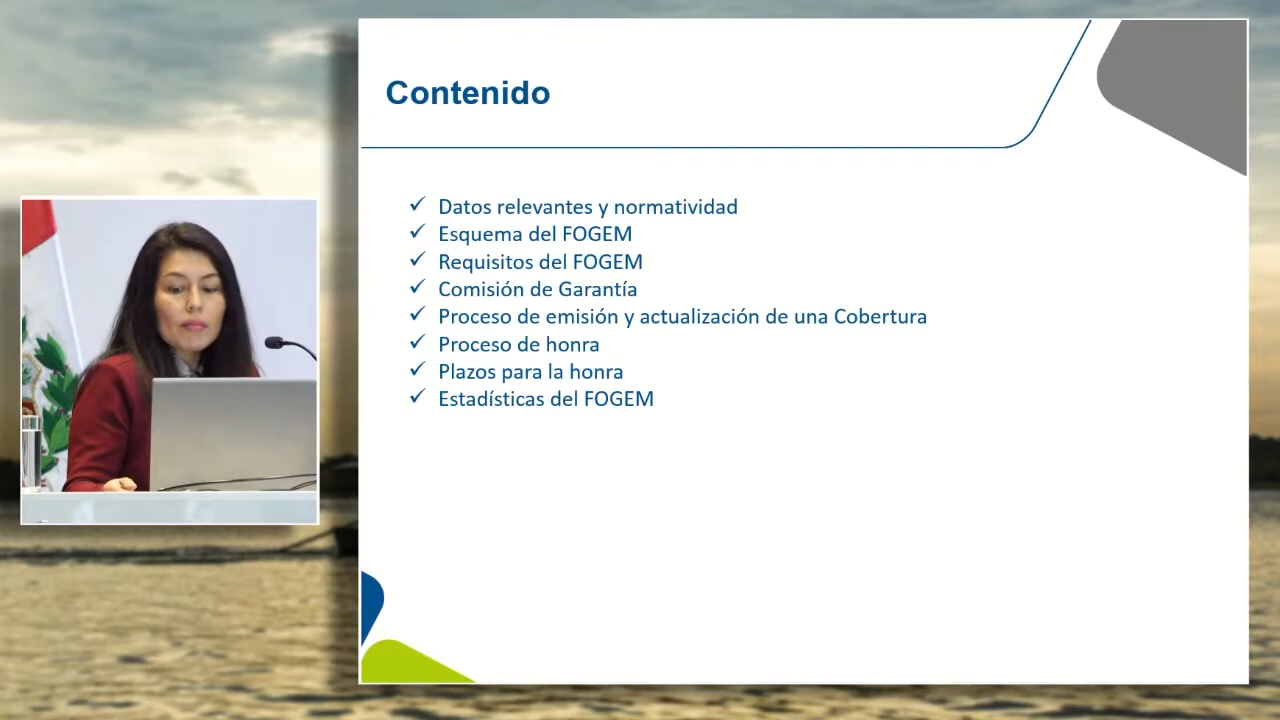 Contenido
✓ Datos relevantes y normatividad
✓ Esquema del FOGEM
✓ Requisitos del FOGEM
✓ Comisión de Garantía
✓ Proceso de emisión y actualización de una Cobertura
✓ Proceso de honra
✓ Plazos para la honra
✓ Estadísticas del FOGEM